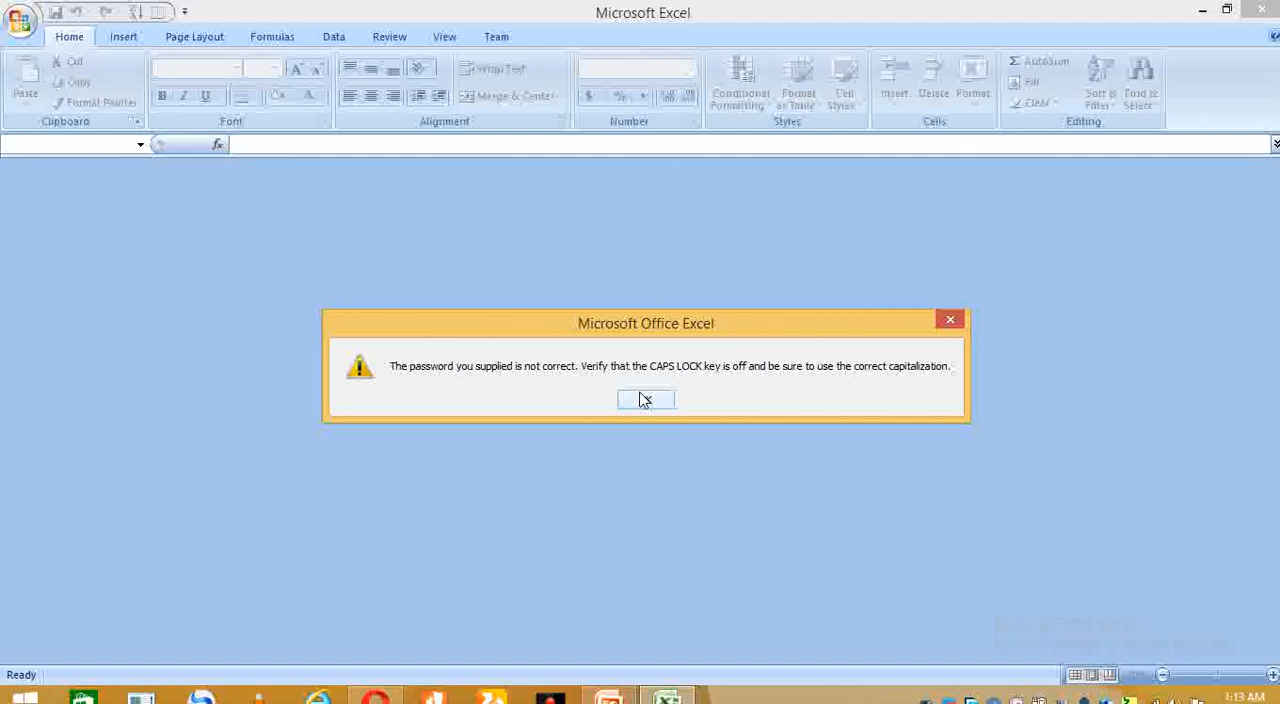 Microsoft Excel
Home Insert Page Layout Formulas Data Review View Team
Paste
Cut
Copy
Format Painter
Clipboard
B I U
A A
Font
Wrap Text
Merge & Center
Alignment
$ % ,
Number
Conditional Formatting
Format as Table
Cell Styles
Styles
Insert Delete Format
Cells
Σ AutoSum
Fill
Clear
Sort & Filter
Find & Select
Editing
fx
Microsoft Office Excel
The password you supplied is not correct. Verify that the CAPS LOCK key is off and be sure to use the correct capitalization.
Ready
1:13 AM